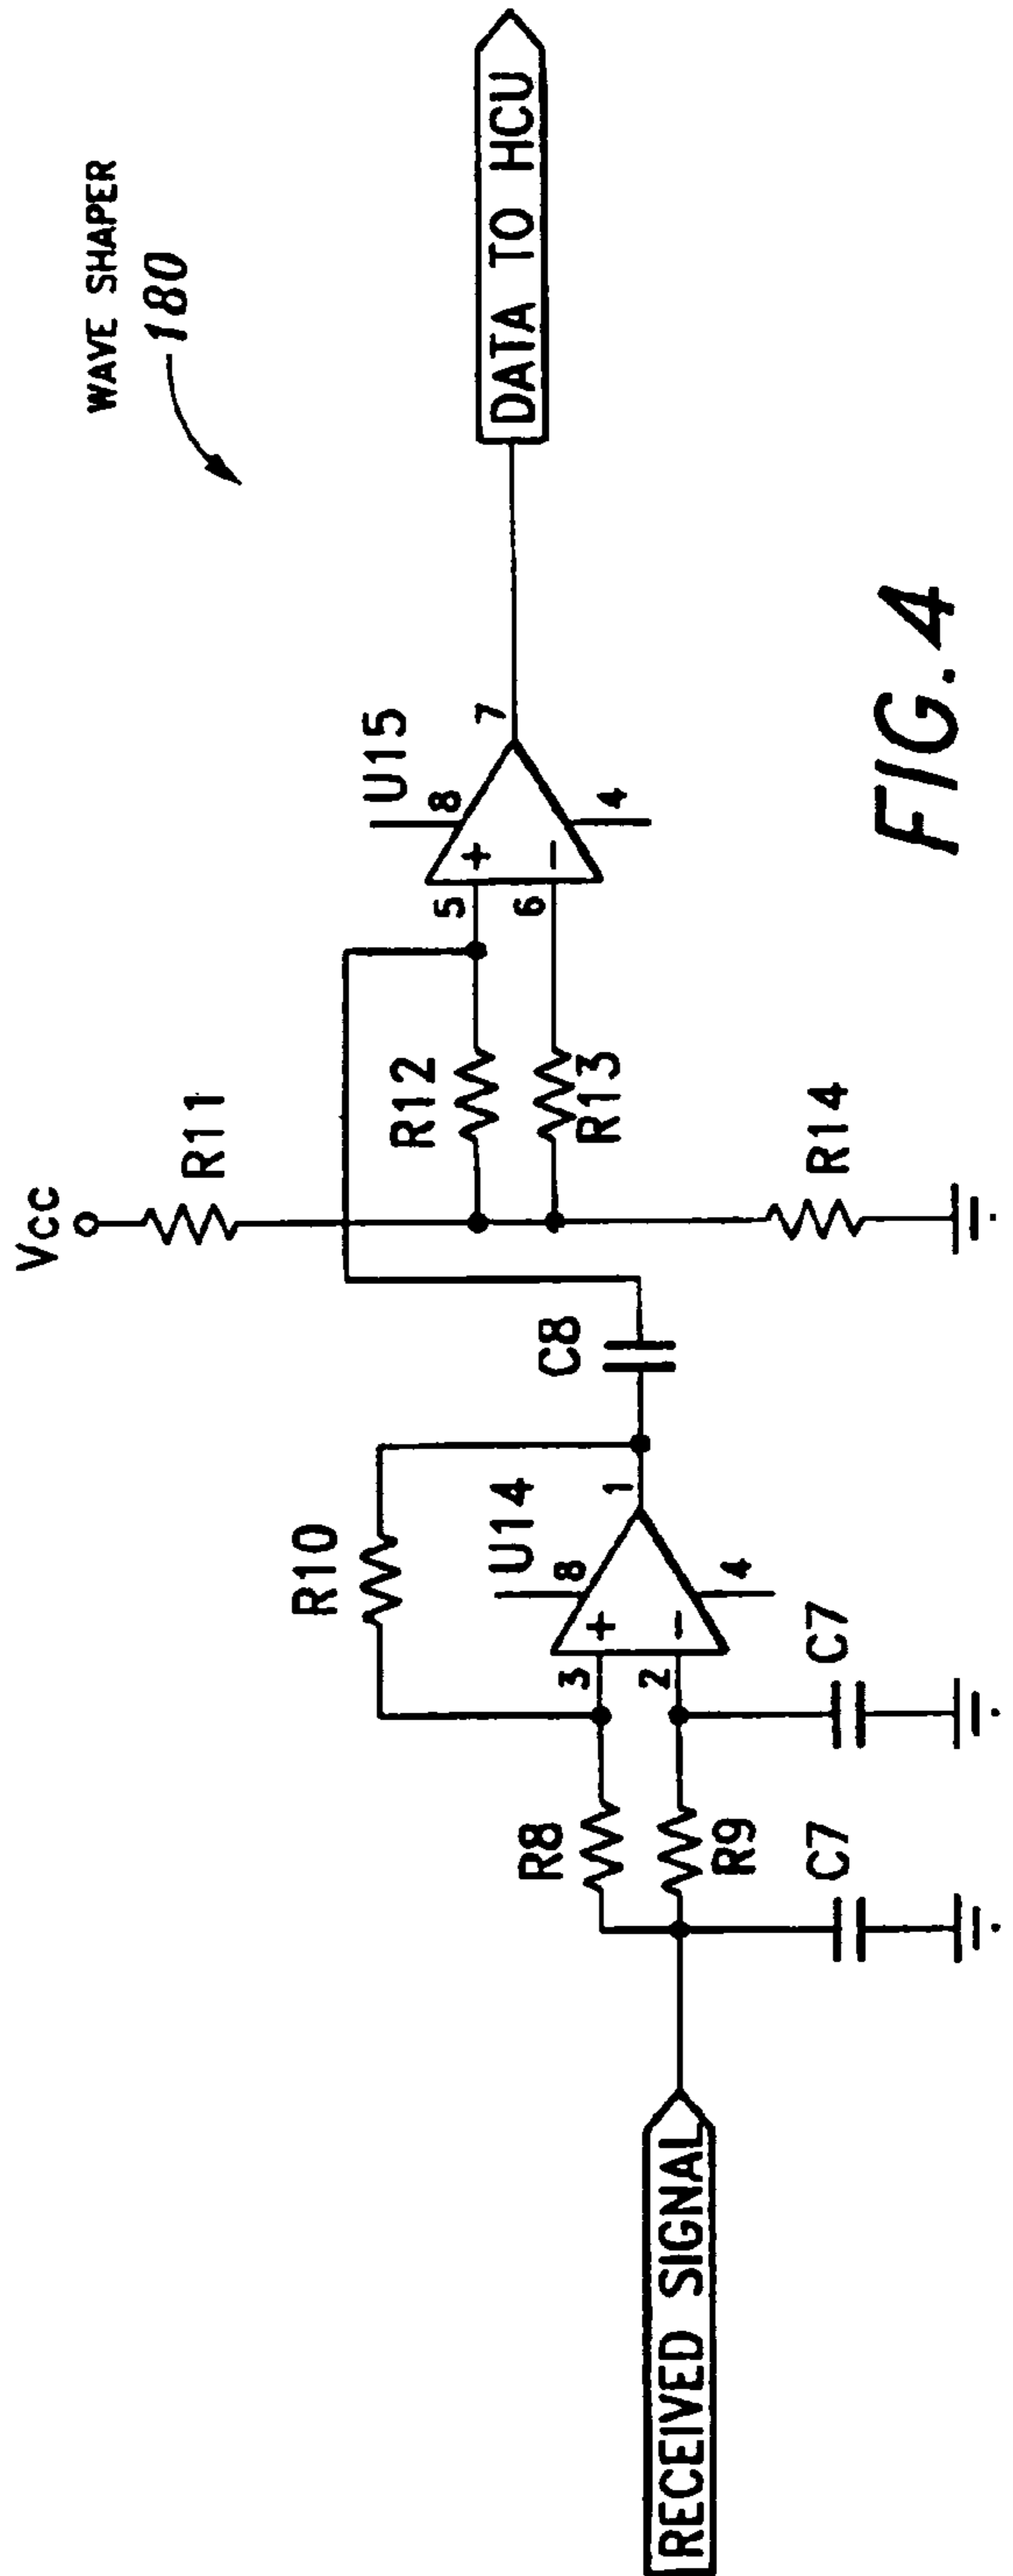 WAVE SHAPER
180
Vcc
R11
U15
8
5
+
7
DATA TO HCU
R12
6
-
R13
4
R10
C8
U14
8
1
3
+
R8
2
-
4
R9
R14
RECEIVED SIGNAL
C7
C7
FIG. 4